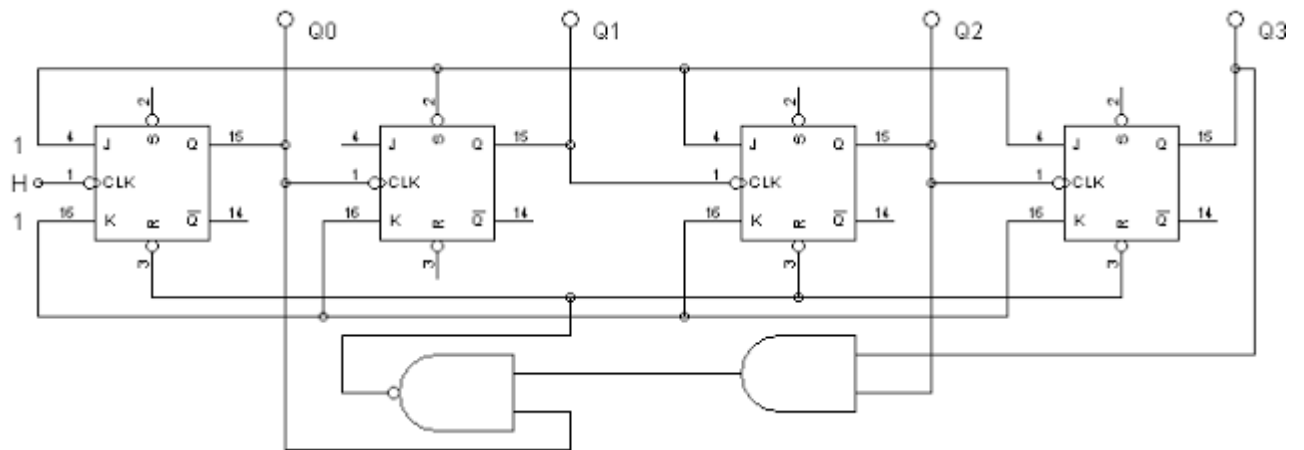 Q0 Q1 Q2 Q3
2 2 2 2
1 4 J S Q 15 4 J S Q 15 4 J S Q 15 4 J S Q 15
H 1 CLK 1 CLK 1 CLK 1 CLK
1 16 K R Q 14 16 K R Q 14 16 K R Q 14 16 K R Q 14
3 3 3 3